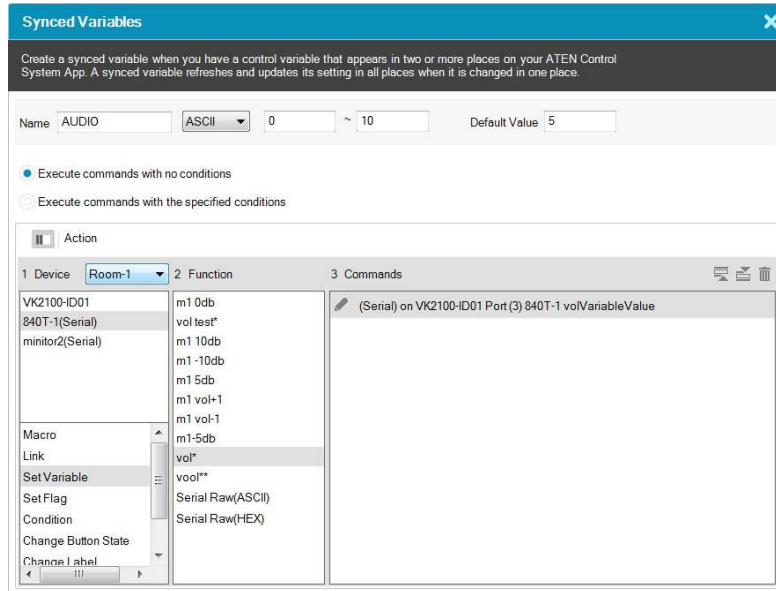 Synced Variables
Create a synced variable when you have a control variable that appears in two or more places on your ATEN Control
System App. A synced variable refreshes and updates its setting in all places when it is changed in one place.
Name AUDIO ASCII 0 ~ 10 Default Value 5
Execute commands with no conditions
Execute commands with the specified conditions
Action
1 Device Room-1 2 Function 3 Commands
VK2100-ID01
840T-1(Serial)
minitor2(Serial)
Macro
Link
Set Variable
Set Flag
Condition
Change Button State
Change Label
m1 0db
vol test*
m1 10db
m1 -10db
m1 5db
m1 vol+1
m1 vol-1
m1-5db
vol*
vool**
Serial Raw(ASCII)
Serial Raw(HEX)
(Serial) on VK2100-ID01 Port (3) 840T-1 volVariableValue